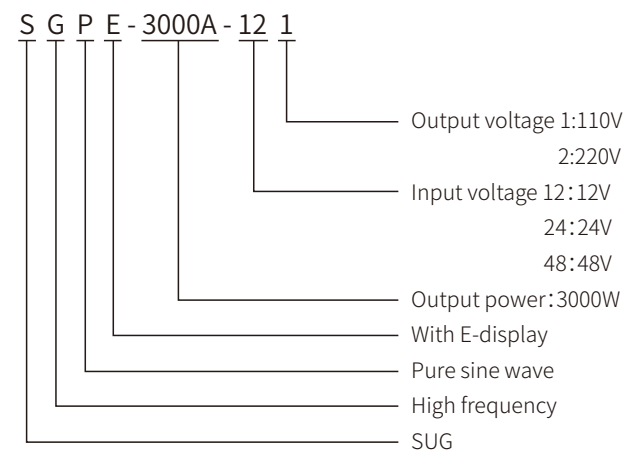 S G P E - 3000A - 12 1
Output voltage 1:110V
2:220V
Input voltage 12：12V
24：24V
48：48V
Output power：3000W
With E-display
Pure sine wave
High frequency
SUG